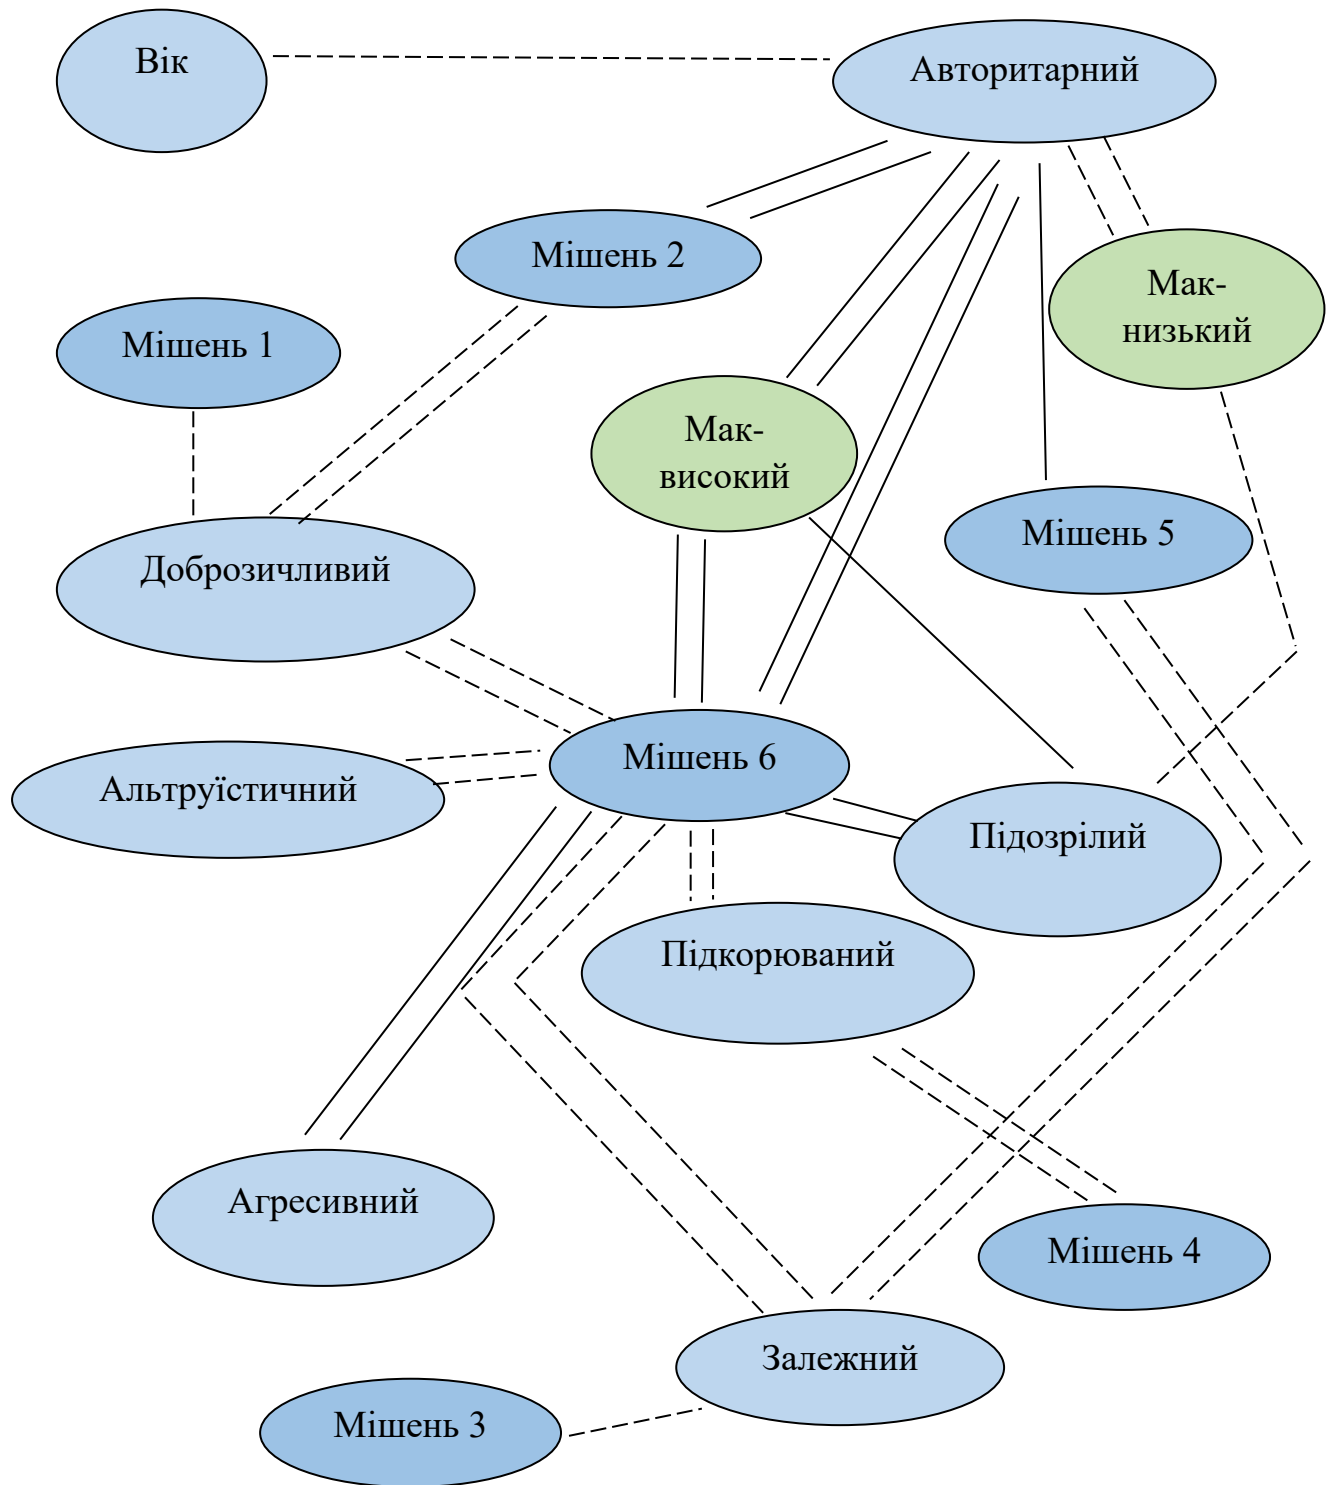 Вік
Авторитарний
Мішень 2
Мак-
низький
Мішень 1
Мак-
високий
Мішень 5
Доброзичливий
Мішень 6
Альтруїстичний
Підозрілий
Підкорюваний
Агресивний
Мішень 4
Залежний
Мішень 3